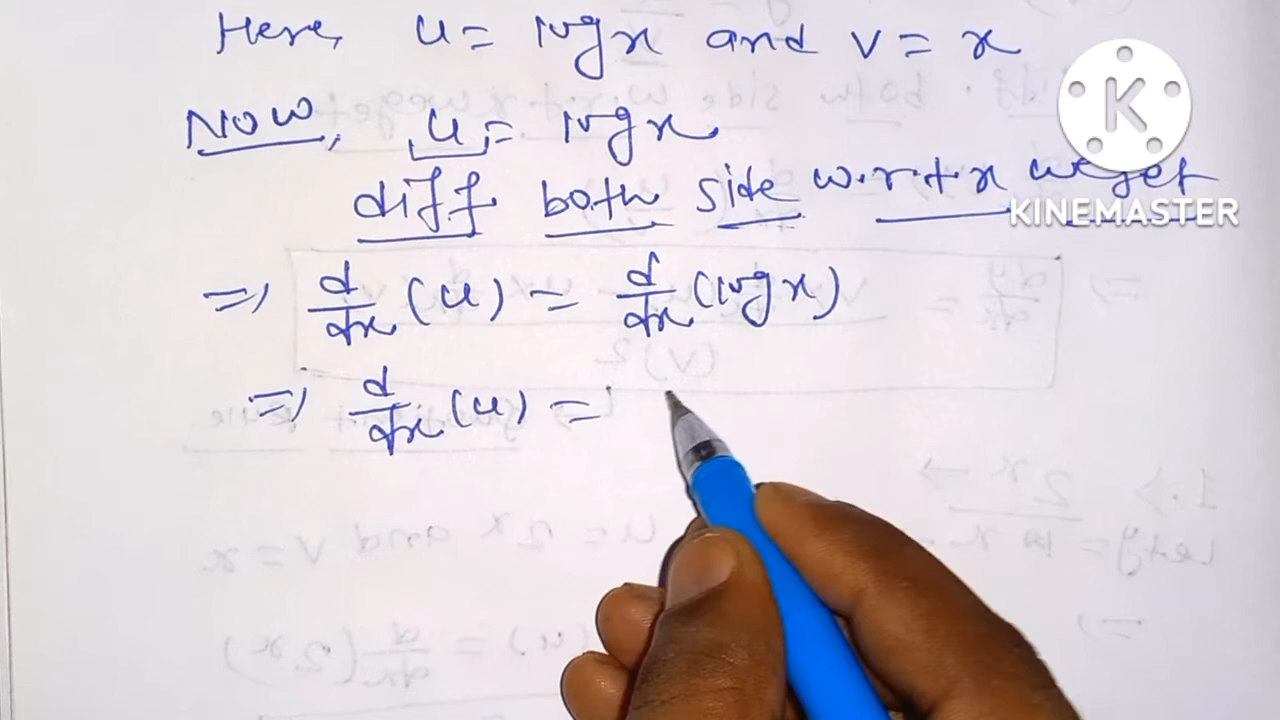 Here, u = log x and v = x
Now, u = log x
diff both side w.r.t x we get
K
KINEMASTER
=> d/dx (u) = d/dx (log x)
=> d/dx (u) =